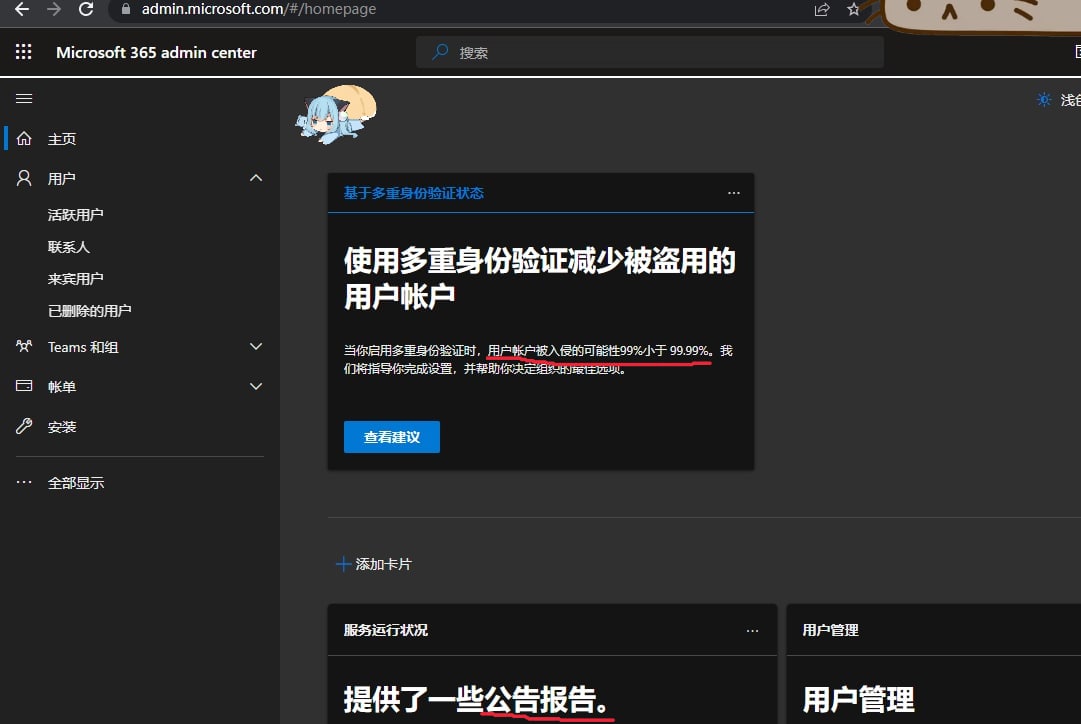 admin.microsoft.com/#/homepage
Microsoft 365 admin center
搜索
浅色
主页
用户
活跃用户
联系人
来宾用户
已删除的用户
Teams 和组
帐单
安装
全部显示
基于多重身份验证状态
使用多重身份验证减少被盗用的
用户帐户
当你启用多重身份验证时，用户帐户被入侵的可能性99%小于 99.99%。我
们将指导你完成设置，并帮助你决定组织的最佳选项。
查看建议
添加卡片
服务运行状况
提供了一些公告报告。
用户管理
用户管理